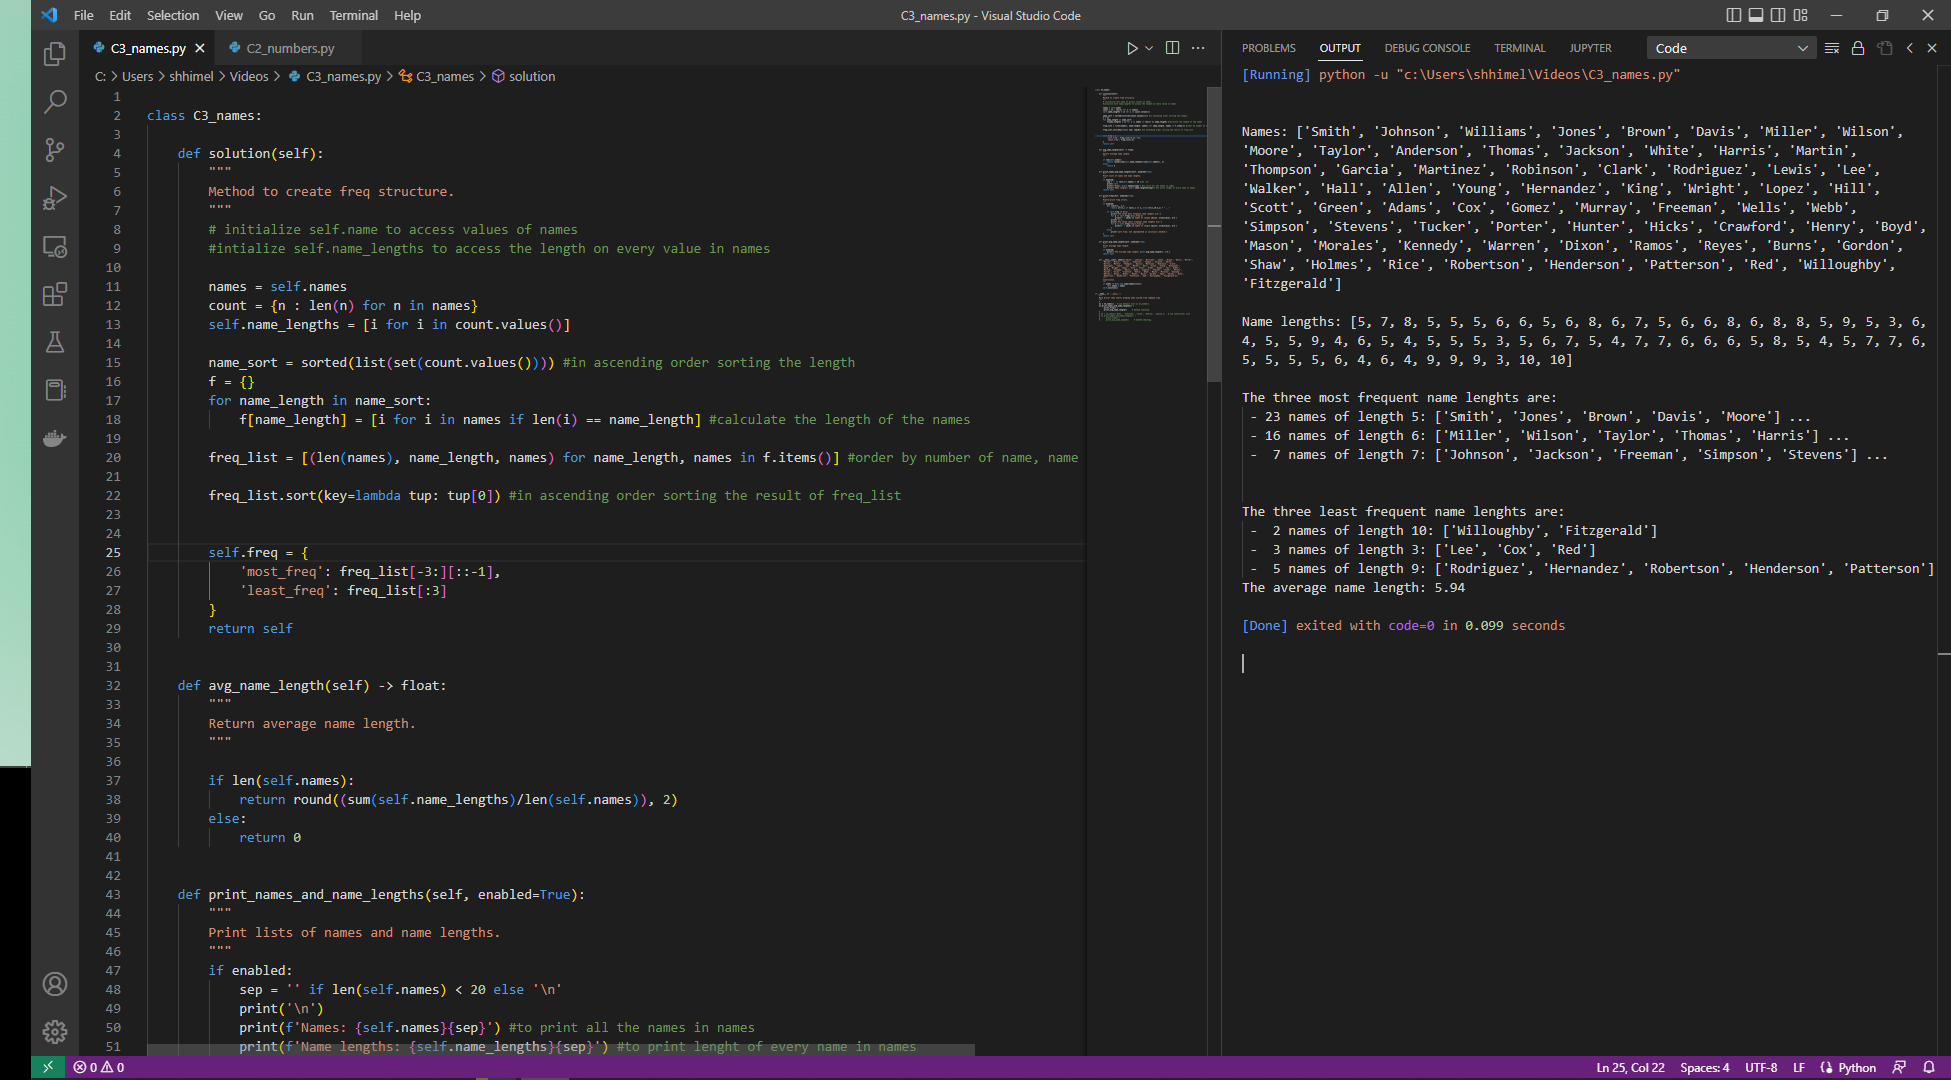 File Edit Selection View Go Run Terminal Help
C3_names.py - Visual Studio Code
C3_names.py
C2_numbers.py
C: > Users > shhimel > Videos > C3_names.py > C3_names > solution
1
2 class C3_names:
3
4 def solution(self):
5 """
6 Method to create freq structure.
7 """
8 # initialize self.name to access values of names
9 #intialize self.name_lengths to access the length on every value in names
10
11 names = self.names
12 count = {n : len(n) for n in names}
13 self.name_lengths = [i for i in count.values()]
14
15 name_sort = sorted(list(set(count.values()))) #in ascending order sorting the length
16 f = {}
17 for name_length in name_sort:
18 f[name_length] = [i for i in names if len(i) == name_length] #calculate the length of the names
19
20 freq_list = [(len(names), name_length, names) for name_length, names in f.items()] #order by number of name, name
21
22 freq_list.sort(key=lambda tup: tup[0]) #in ascending order sorting the result of freq_list
23
24
25 self.freq = {
26 'most_freq': freq_list[-3:][::-1],
27 'least_freq': freq_list[:3]
28 }
29 return self
30
31
32 def avg_name_length(self) -> float:
33 """
34 Return average name length.
35 """
36
37 if len(self.names):
38 return round((sum(self.name_lengths)/len(self.names)), 2)
39 else:
40 return 0
41
42
43 def print_names_and_name_lengths(self, enabled=True):
44 """
45 Print lists of names and name lengths.
46 """
47 if enabled:
48 sep = '' if len(self.names) < 20 else '\n'
49 print('\n')
50 print(f'Names: {self.names}{sep}') #to print all the names in names
51 print(f'Name lengths: {self.name_lengths}{sep}') #to print lenght of every name in names
PROBLEMS OUTPUT DEBUG CONSOLE TERMINAL JUPYTER
Code
[Running] python -u "c:\Users\shhimel\Videos\C3_names.py"
Names: ['Smith', 'Johnson', 'Williams', 'Jones', 'Brown', 'Davis', 'Miller', 'Wilson',
'Moore', 'Taylor', 'Anderson', 'Thomas', 'Jackson', 'White', 'Harris', 'Martin',
'Thompson', 'Garcia', 'Martinez', 'Robinson', 'Clark', 'Rodriguez', 'Lewis', 'Lee',
'Walker', 'Hall', 'Allen', 'Young', 'Hernandez', 'King', 'Wright', 'Lopez', 'Hill',
'Scott', 'Green', 'Adams', 'Cox', 'Gomez', 'Murray', 'Freeman', 'Wells', 'Webb',
'Simpson', 'Stevens', 'Tucker', 'Porter', 'Hunter', 'Hicks', 'Crawford', 'Henry', 'Boyd',
'Mason', 'Morales', 'Kennedy', 'Warren', 'Dixon', 'Ramos', 'Reyes', 'Burns', 'Gordon',
'Shaw', 'Holmes', 'Rice', 'Robertson', 'Henderson', 'Patterson', 'Red', 'Willoughby',
'Fitzgerald']
Name lengths: [5, 7, 8, 5, 5, 5, 6, 6, 5, 6, 8, 6, 7, 5, 6, 6, 8, 6, 8, 8, 5, 9, 5, 3, 6,
4, 5, 5, 9, 4, 6, 5, 4, 5, 5, 5, 3, 5, 6, 7, 5, 4, 7, 7, 6, 6, 6, 5, 8, 5, 4, 5, 7, 7, 6,
5, 5, 5, 5, 6, 4, 6, 4, 9, 9, 9, 3, 10, 10]
The three most frequent name lenghts are:
- 23 names of length 5: ['Smith', 'Jones', 'Brown', 'Davis', 'Moore'] ...
- 16 names of length 6: ['Miller', 'Wilson', 'Taylor', 'Thomas', 'Harris'] ...
- 7 names of length 7: ['Johnson', 'Jackson', 'Freeman', 'Simpson', 'Stevens'] ...
The three least frequent name lenghts are:
- 2 names of length 10: ['Willoughby', 'Fitzgerald']
- 3 names of length 3: ['Lee', 'Cox', 'Red']
- 5 names of length 9: ['Rodriguez', 'Hernandez', 'Robertson', 'Henderson', 'Patterson']
The average name length: 5.94
[Done] exited with code=0 in 0.099 seconds
0 0
Ln 25, Col 22 Spaces: 4 UTF-8 LF Python